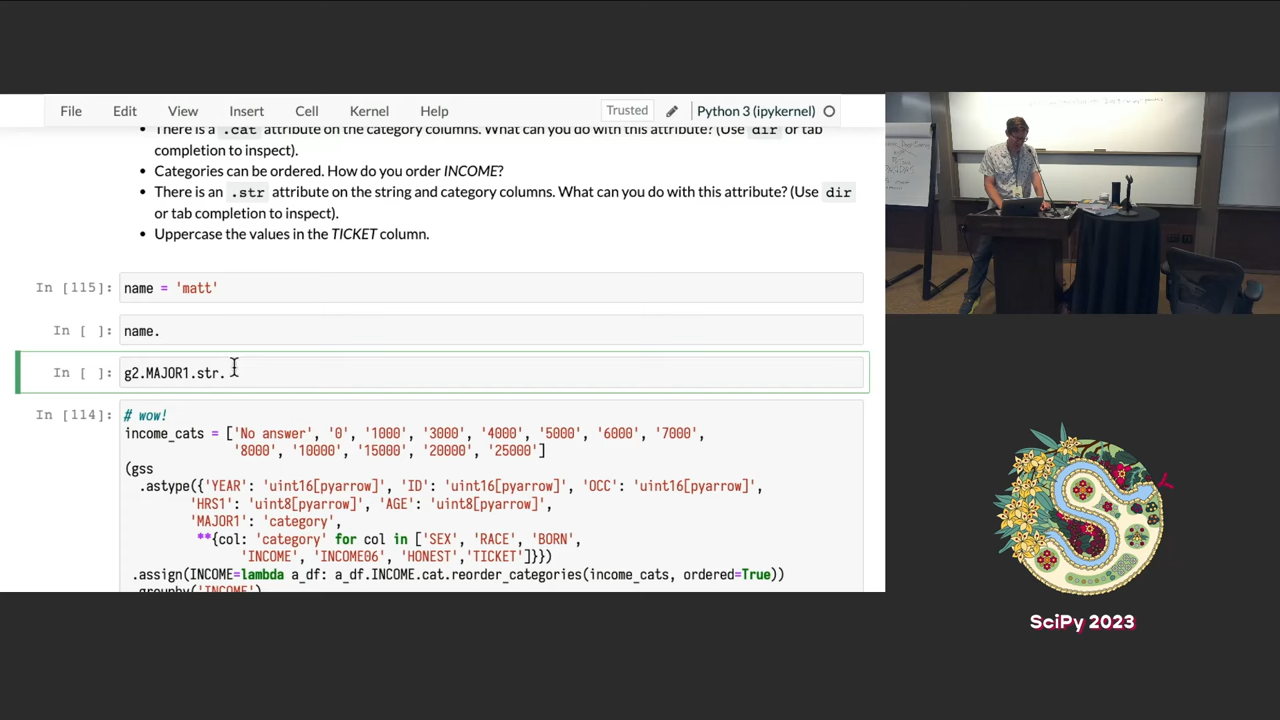 File Edit View Insert Cell Kernel Help Trusted Python 3 (ipykernel)
• There is a .cat attribute on the category columns. What can you do with this attribute? (Use dir or tab
completion to inspect).
• Categories can be ordered. How do you order INCOME?
• There is an .str attribute on the string and category columns. What can you do with this attribute? (Use dir
or tab completion to inspect).
• Uppercase the values in the TICKET column.
In [115]: name = 'matt'
In [ ]: name.
In [ ]: g2.MAJOR1.str.
In [114]: # wow!
income_cats = ['No answer', '0', '1000', '3000', '4000', '5000', '6000', '7000',
'8000', '10000', '15000', '20000', '25000']
(gss
.astype({'YEAR': 'uint16[pyarrow]', 'ID': 'uint16[pyarrow]', 'OCC': 'uint16[pyarrow]',
'HRS1': 'uint8[pyarrow]', 'AGE': 'uint8[pyarrow]',
'MAJOR1': 'category',
**{col: 'category' for col in ['SEX', 'RACE', 'BORN',
'INCOME', 'INCOME06', 'HONEST','TICKET']}})
.assign(INCOME=lambda a_df: a_df.INCOME.cat.reorder_categories(income_cats, ordered=True))
.groupby('INCOME')
SciPy 2023